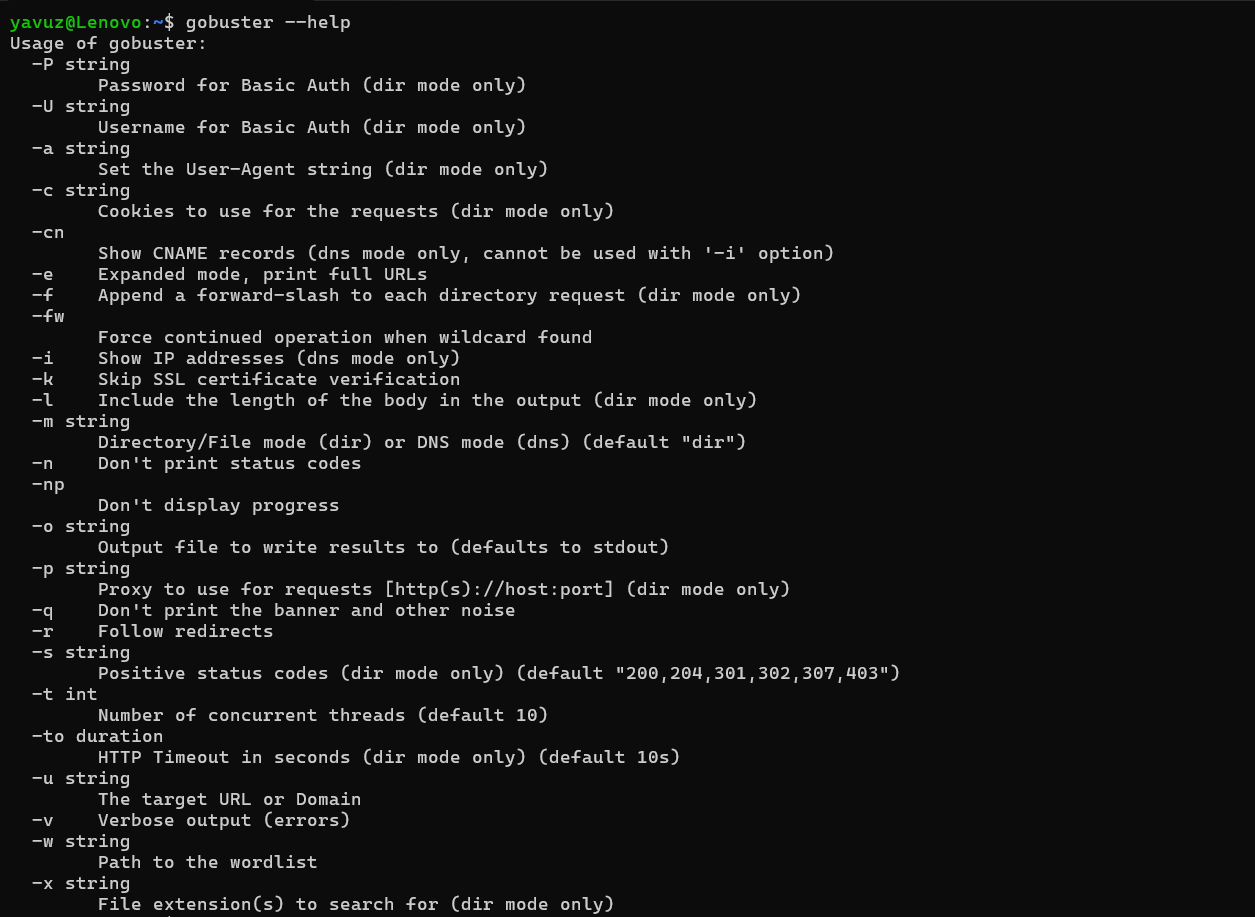 yavuz@Lenovo:~$ gobuster --help
Usage of gobuster:
  -P string
        Password for Basic Auth (dir mode only)
  -U string
        Username for Basic Auth (dir mode only)
  -a string
        Set the User-Agent string (dir mode only)
  -c string
        Cookies to use for the requests (dir mode only)
  -cn
        Show CNAME records (dns mode only, cannot be used with '-i' option)
  -e    Expanded mode, print full URLs
  -f    Append a forward-slash to each directory request (dir mode only)
  -fw
        Force continued operation when wildcard found
  -i    Show IP addresses (dns mode only)
  -k    Skip SSL certificate verification
  -l    Include the length of the body in the output (dir mode only)
  -m string
        Directory/File mode (dir) or DNS mode (dns) (default "dir")
  -n    Don't print status codes
  -np
        Don't display progress
  -o string
        Output file to write results to (defaults to stdout)
  -p string
        Proxy to use for requests [http(s)://host:port] (dir mode only)
  -q    Don't print the banner and other noise
  -r    Follow redirects
  -s string
        Positive status codes (dir mode only) (default "200,204,301,302,307,403")
  -t int
        Number of concurrent threads (default 10)
  -to duration
        HTTP Timeout in seconds (dir mode only) (default 10s)
  -u string
        The target URL or Domain
  -v    Verbose output (errors)
  -w string
        Path to the wordlist
  -x string
        File extension(s) to search for (dir mode only)